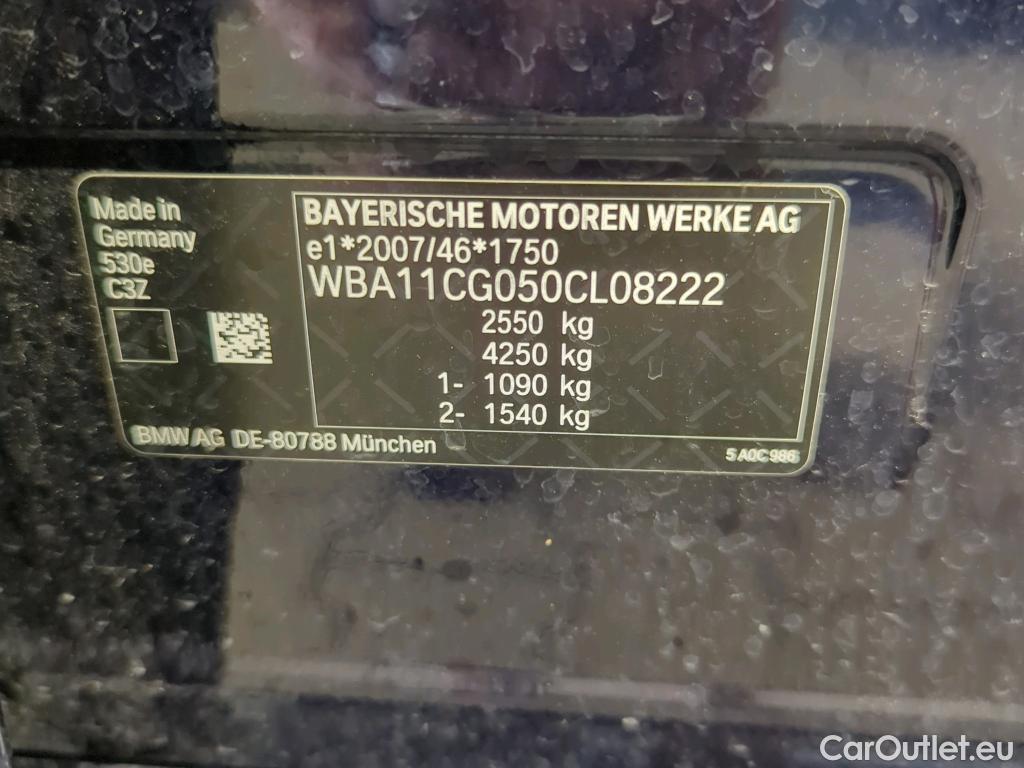 Made in
Germany
530e
C3Z
BAYERISCHE MOTOREN WERKE AG
e1*2007/46*1750
WBA11CG050CL08222
2550 kg
4250 kg
1- 1090 kg
2- 1540 kg
BMW AG DE-80788 München
5 A0C 986
CarOutlet.eu